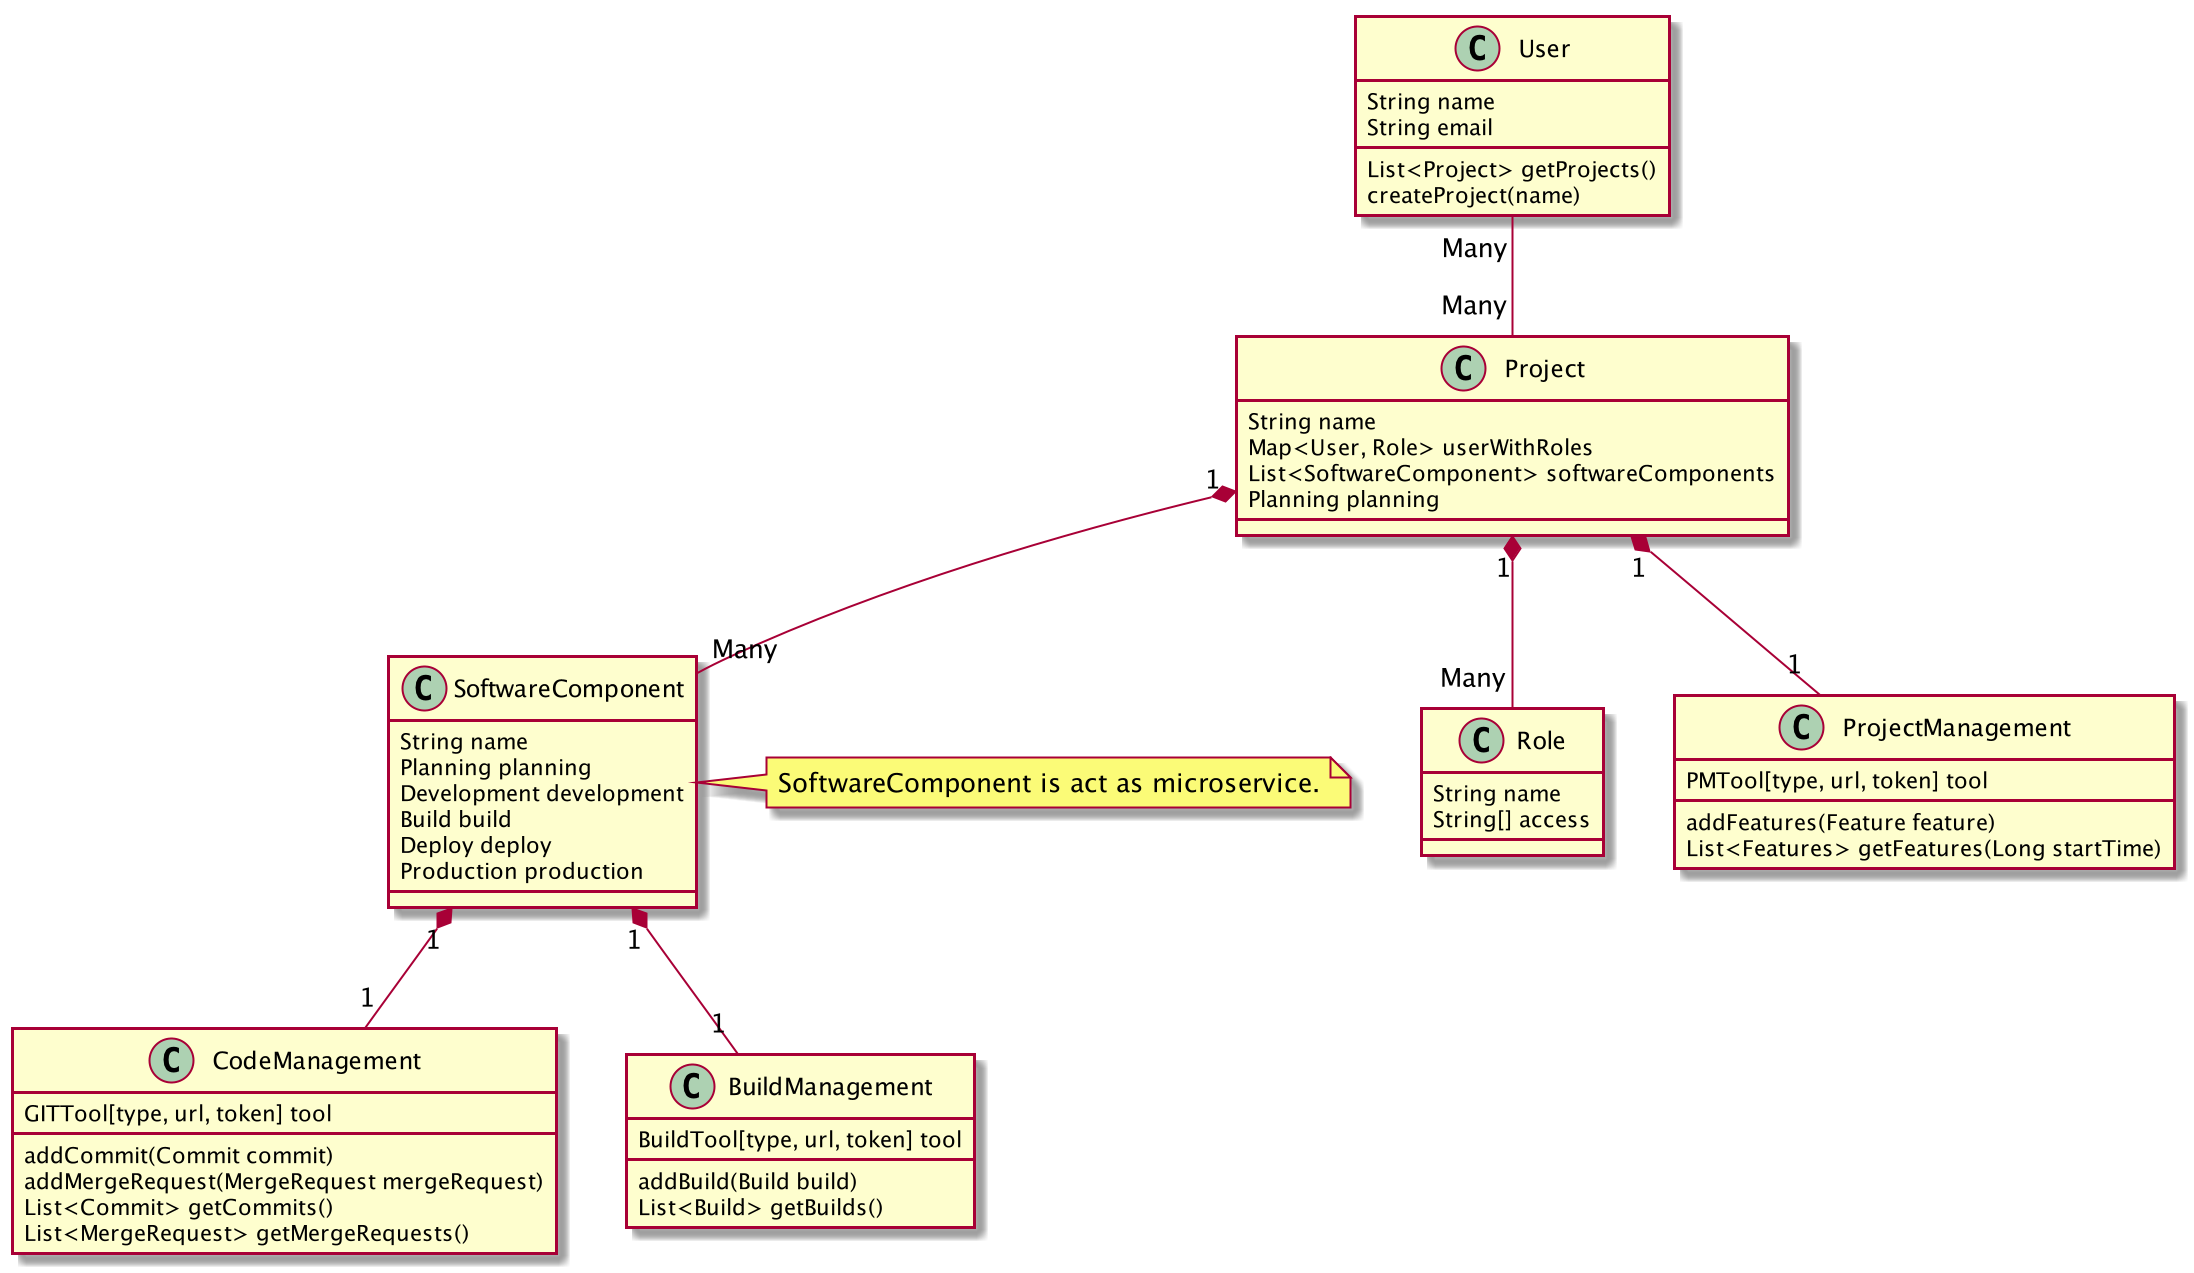 C User
String name
String email
List<Project> getProjects()
createProject(name)
Many
Many
C Project
String name
Map<User, Role> userWithRoles
List<SoftwareComponent> softwareComponents
Planning planning
1
1
1
Many
Many
1
C SoftwareComponent
String name
Planning planning
Development development
Build build
Deploy deploy
Production production
SoftwareComponent is act as microservice.
C Role
String name
String[] access
C ProjectManagement
PMTool[type, url, token] tool
addFeatures(Feature feature)
List<Features> getFeatures(Long startTime)
1
1
1
1
C CodeManagement
GITTool[type, url, token] tool
addCommit(Commit commit)
addMergeRequest(MergeRequest mergeRequest)
List<Commit> getCommits()
List<MergeRequest> getMergeRequests()
C BuildManagement
BuildTool[type, url, token] tool
addBuild(Build build)
List<Build> getBuilds()